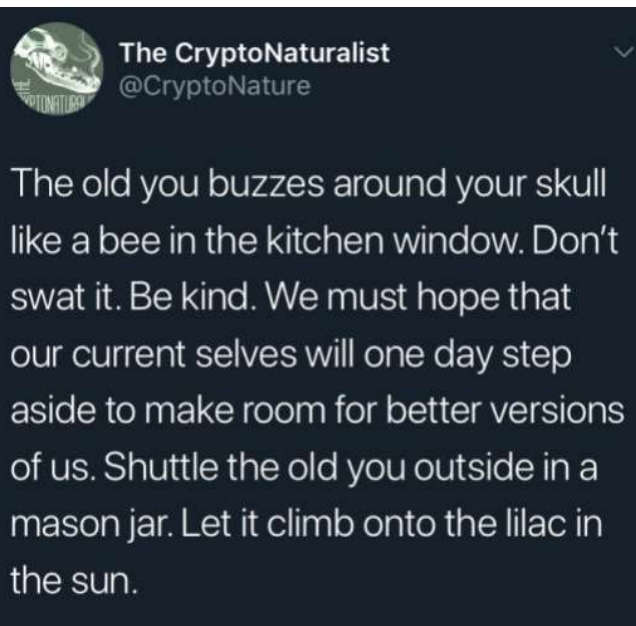 The CryptoNaturalist
@CryptoNature
The old you buzzes around your skull
like a bee in the kitchen window. Don't
swat it. Be kind. We must hope that
our current selves will one day step
aside to make room for better versions
of us. Shuttle the old you outside in a
mason jar. Let it climb onto the lilac in
the sun.